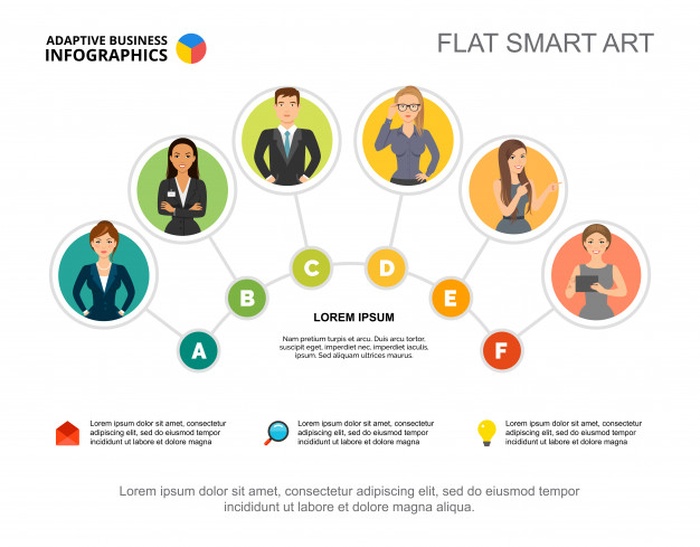 ADAPTIVE BUSINESS
INFOGRAPHICS
FLAT SMART ART
C
D
B
E
A
F
LOREM IPSUM
Nam pretium turpis et arcu. Duis arcu tortor,
suscipit eget, imperdiet nec, imperdiet iaculis,
ipsum. Sed aliquam ultrices mauris.
Lorem ipsum dolor sit amet, consectetur
adipiscing elit, sed do eiusmod tempor
incididunt ut labore et dolore magna
Lorem ipsum dolor sit amet, consectetur
adipiscing elit, sed do eiusmod tempor
incididunt ut labore et dolore magna
Lorem ipsum dolor sit amet, consectetur
adipiscing elit, sed do eiusmod tempor
incididunt ut labore et dolore magna
Lorem ipsum dolor sit amet, consectetur adipiscing elit, sed do eiusmod tempor
incididunt ut labore et dolore magna aliqua.